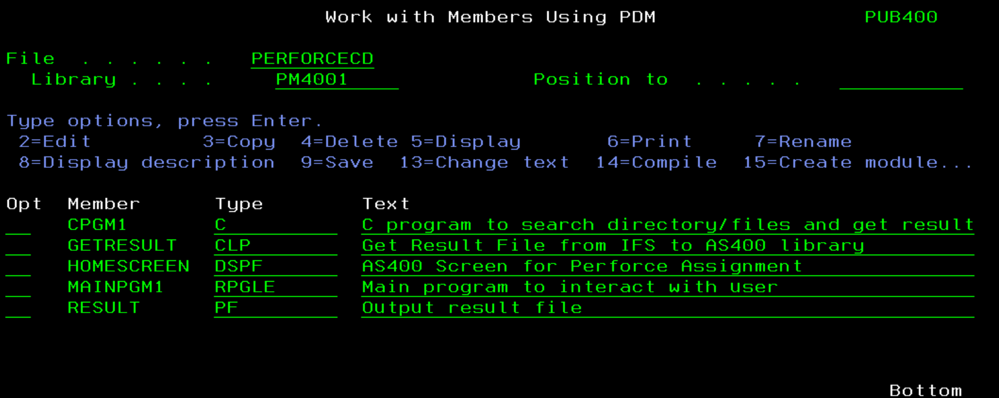 Work with Members Using PDM PUB400
File . . . . . . PERFORCECD
Library . . . . PM4001 Position to . . . . .
Type options, press Enter.
2=Edit 3=Copy 4=Delete 5=Display 6=Print 7=Rename
8=Display description 9=Save 13=Change text 14=Compile 15=Create module...
Opt Member Type Text
CPGM1 C C program to search directory/files and get result
GETRESULT CLP Get Result File from IFS to AS400 library
HOMESCREEN DSPF AS400 Screen for Perforce Assignment
MAINPGM1 RPGLE Main program to interact with user
RESULT PF Output result file
Bottom